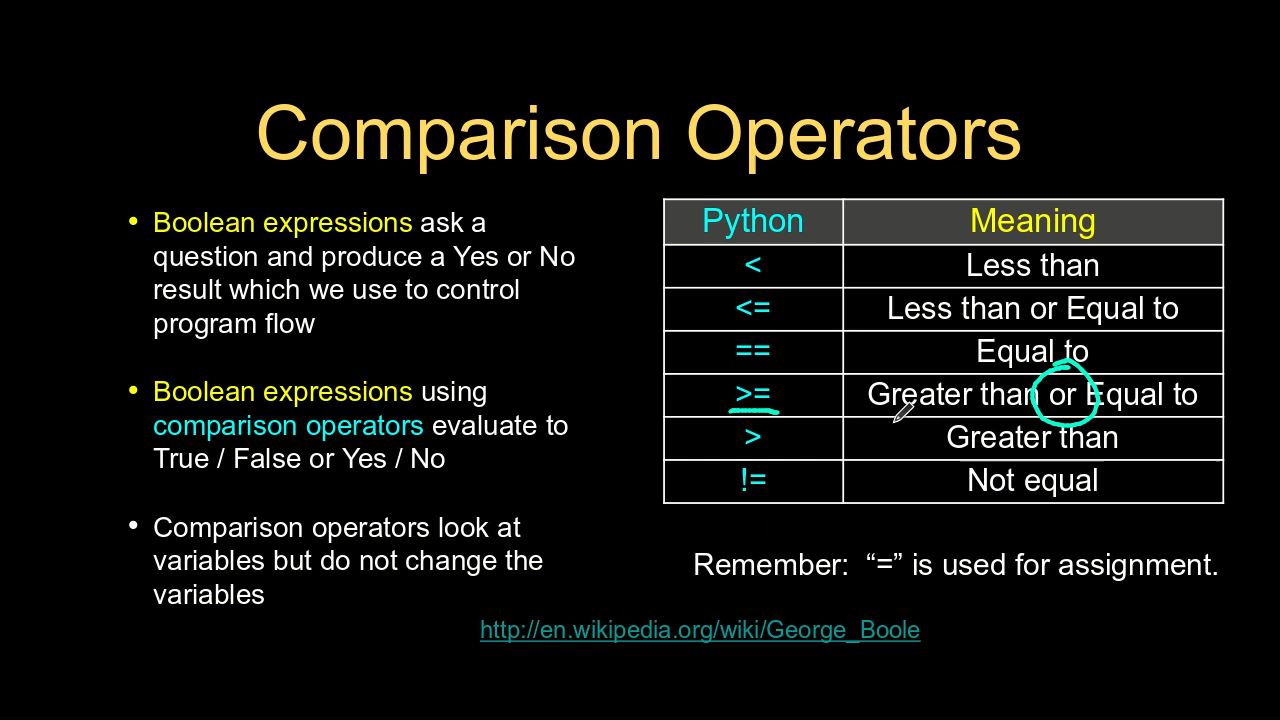 Comparison Operators
• Boolean expressions ask a
question and produce a Yes or No
result which we use to control
program flow
• Boolean expressions using
comparison operators evaluate to
True / False or Yes / No
• Comparison operators look at
variables but do not change the
variables
Python Meaning
< Less than
<= Less than or Equal to
== Equal to
>= Greater than or Equal to
> Greater than
!= Not equal
Remember: “=” is used for assignment.
http://en.wikipedia.org/wiki/George_Boole